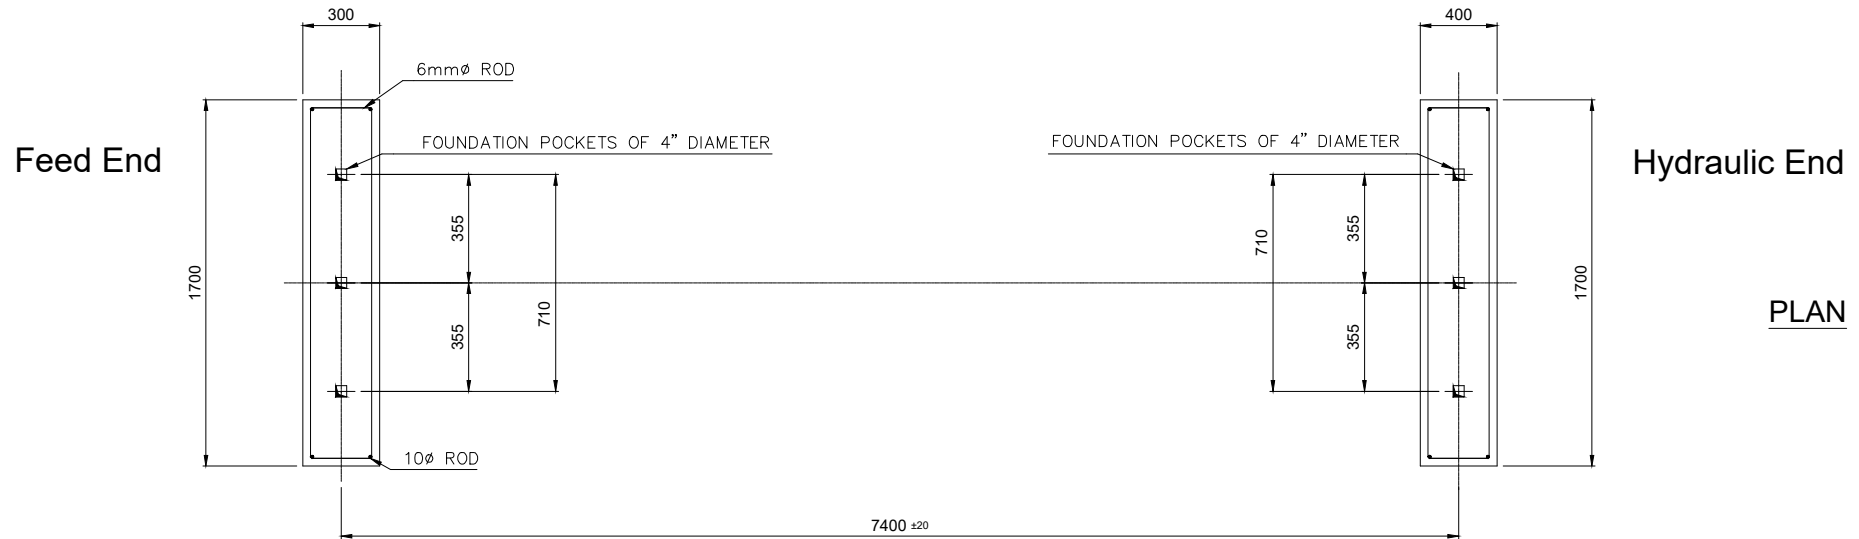 300
400
6mmø ROD
FOUNDATION POCKETS OF 4” DIAMETER
FOUNDATION POCKETS OF 4” DIAMETER
Feed End
Hydraulic End
355
710
710
355
1700
1700
PLAN
355
355
10ø ROD
7400 ±20